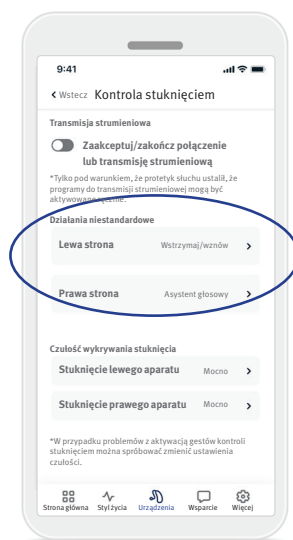 9:41
Wstecz Kontrola stuknięciem
Transmisja strumieniowa
Zaakceptuj/zakończ połączenie
lub transmisję strumieniową
*Tylko pod warunkiem, że protetyk słuchu ustalił, że
programy do transmisji strumieniowej mogą być
aktywowane ręcznie.
Działania niestandardowe
Lewa strona Wstrzymaj/wznów
Prawa strona Asystent głosowy
Czułość wykrywania stuknięcia
Stuknięcie lewego aparatu Mocno
Stuknięcie prawego aparatu Mocno
*W przypadku problemów z aktywacją gestów kontroli
stuknięciem można spróbować zmienić ustawienia
czułości.
Strona główna Styl życia Urządzenia Wsparcie Więcej